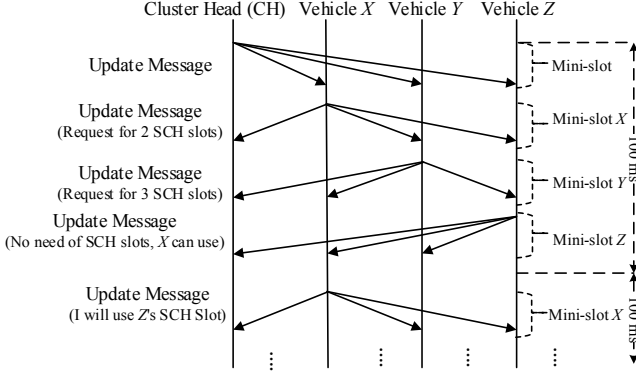 Cluster Head (CH) Vehicle X Vehicle Y Vehicle Z
Update Message
Mini-slot
Update Message
(Request for 2 SCH slots)
Mini-slot X
Update Message
(Request for 3 SCH slots)
Mini-slot Y
100 ms
Update Message
(No need of SCH slots, X can use)
Mini-slot Z
Update Message
(I will use Z's SCH Slot)
Mini-slot X
100 ms